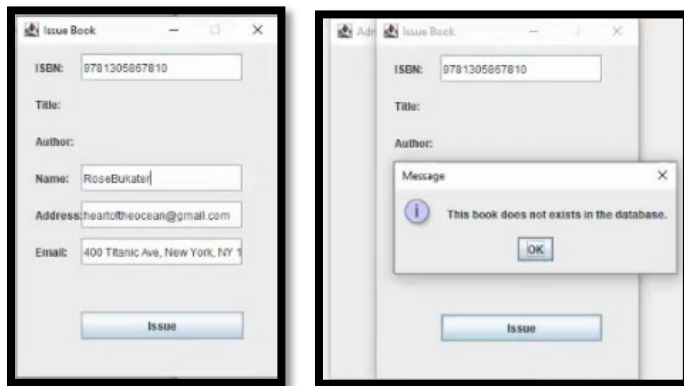 Issue Book
ISBN: 9781305867810
Title:
Author:
Name: RoseBukater
Address: heartoftheocean@gmail.com
Email: 400 Titanic Ave, New York, NY 1
Issue
Adr
Issue Book
ISBN: 9781305867810
Title:
Author:
Message
This book does not exists in the database.
OK
Issue